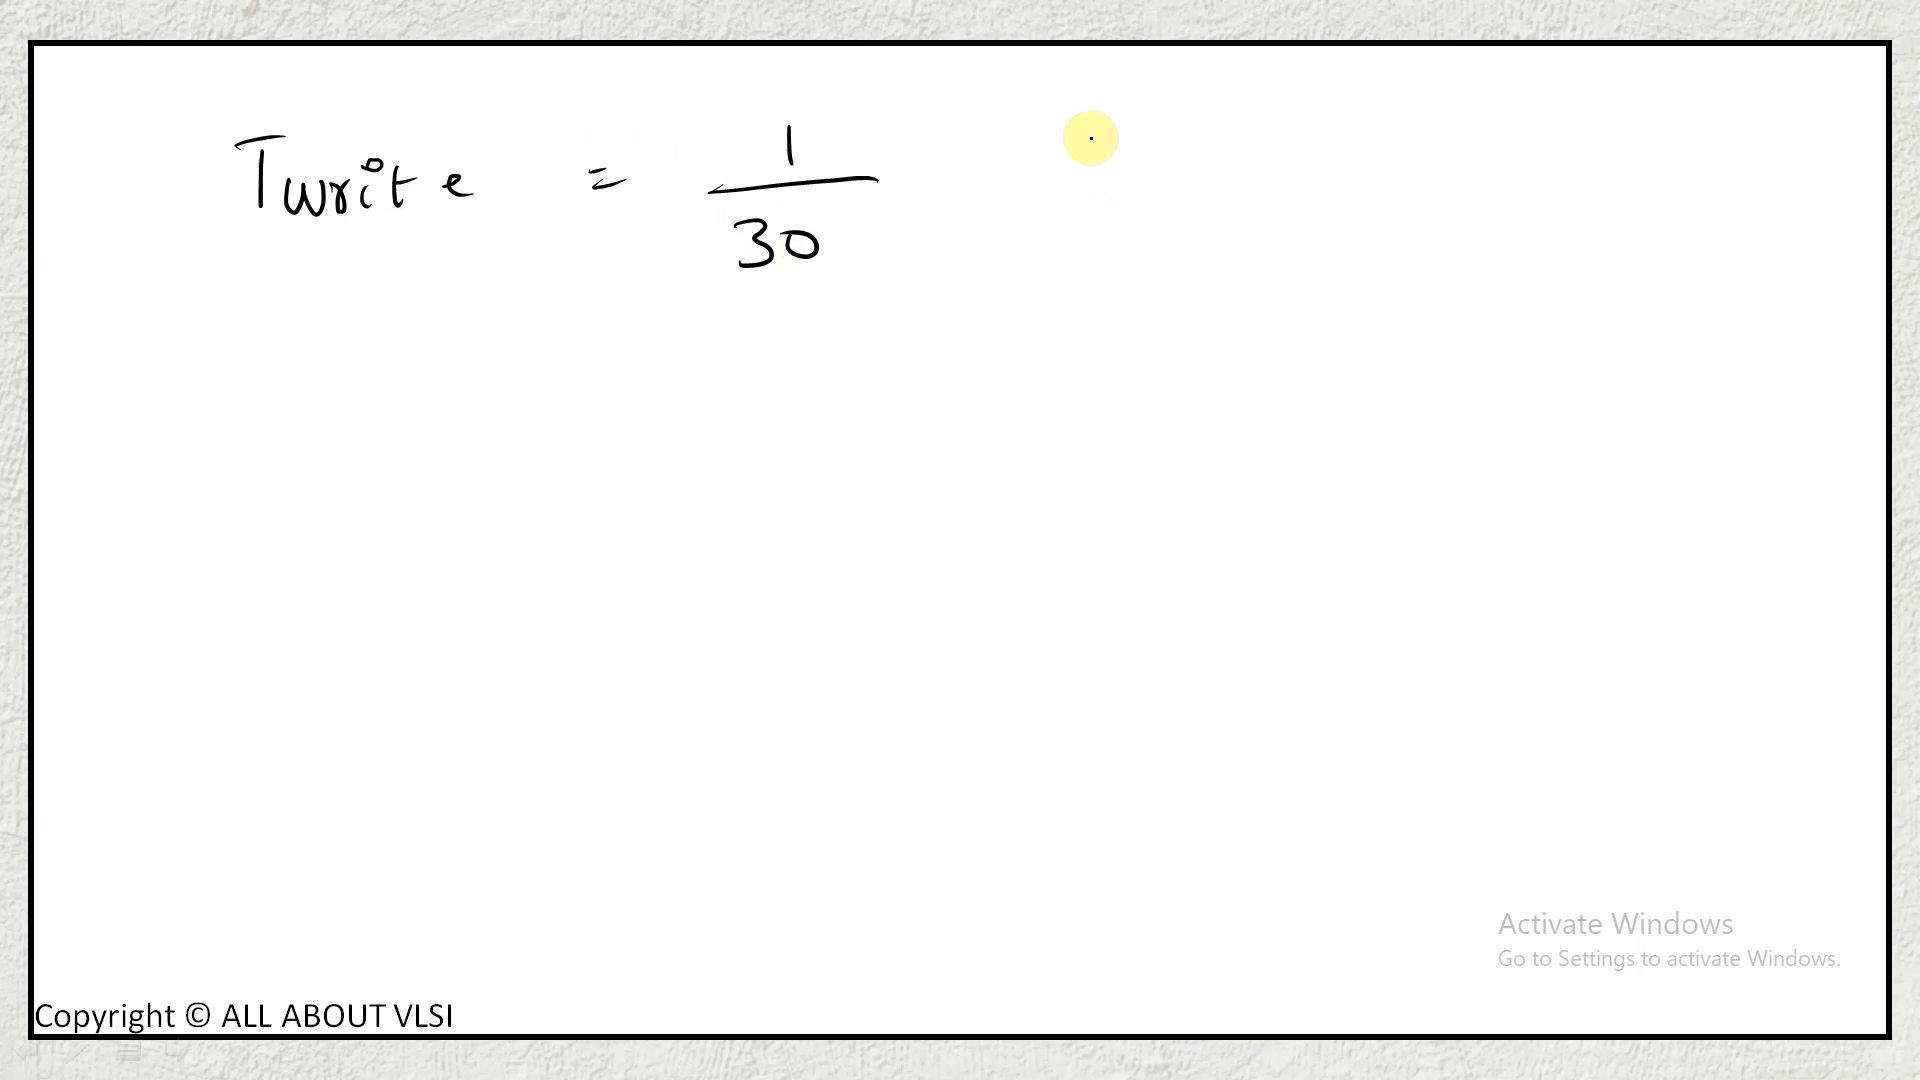 Twrite = 1/30
Activate Windows
Go to Settings to activate Windows.
Copyright © ALL ABOUT VLSI